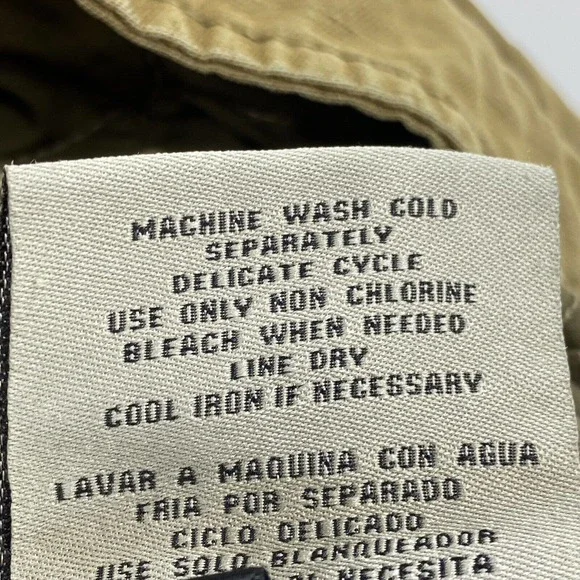 MACHINE WASH COLD
SEPARATELY
DELICATE CYCLE
USE ONLY NON CHLORINE
BLEACH WHEN NEEDED
LINE DRY
COOL IRON IF NECESSARY
LAVAR A MAQUINA CON AGUA
FRIA POR SEPARADO
CICLO DELICADO
USE SOLO BLANQUEADOR
NECESITA